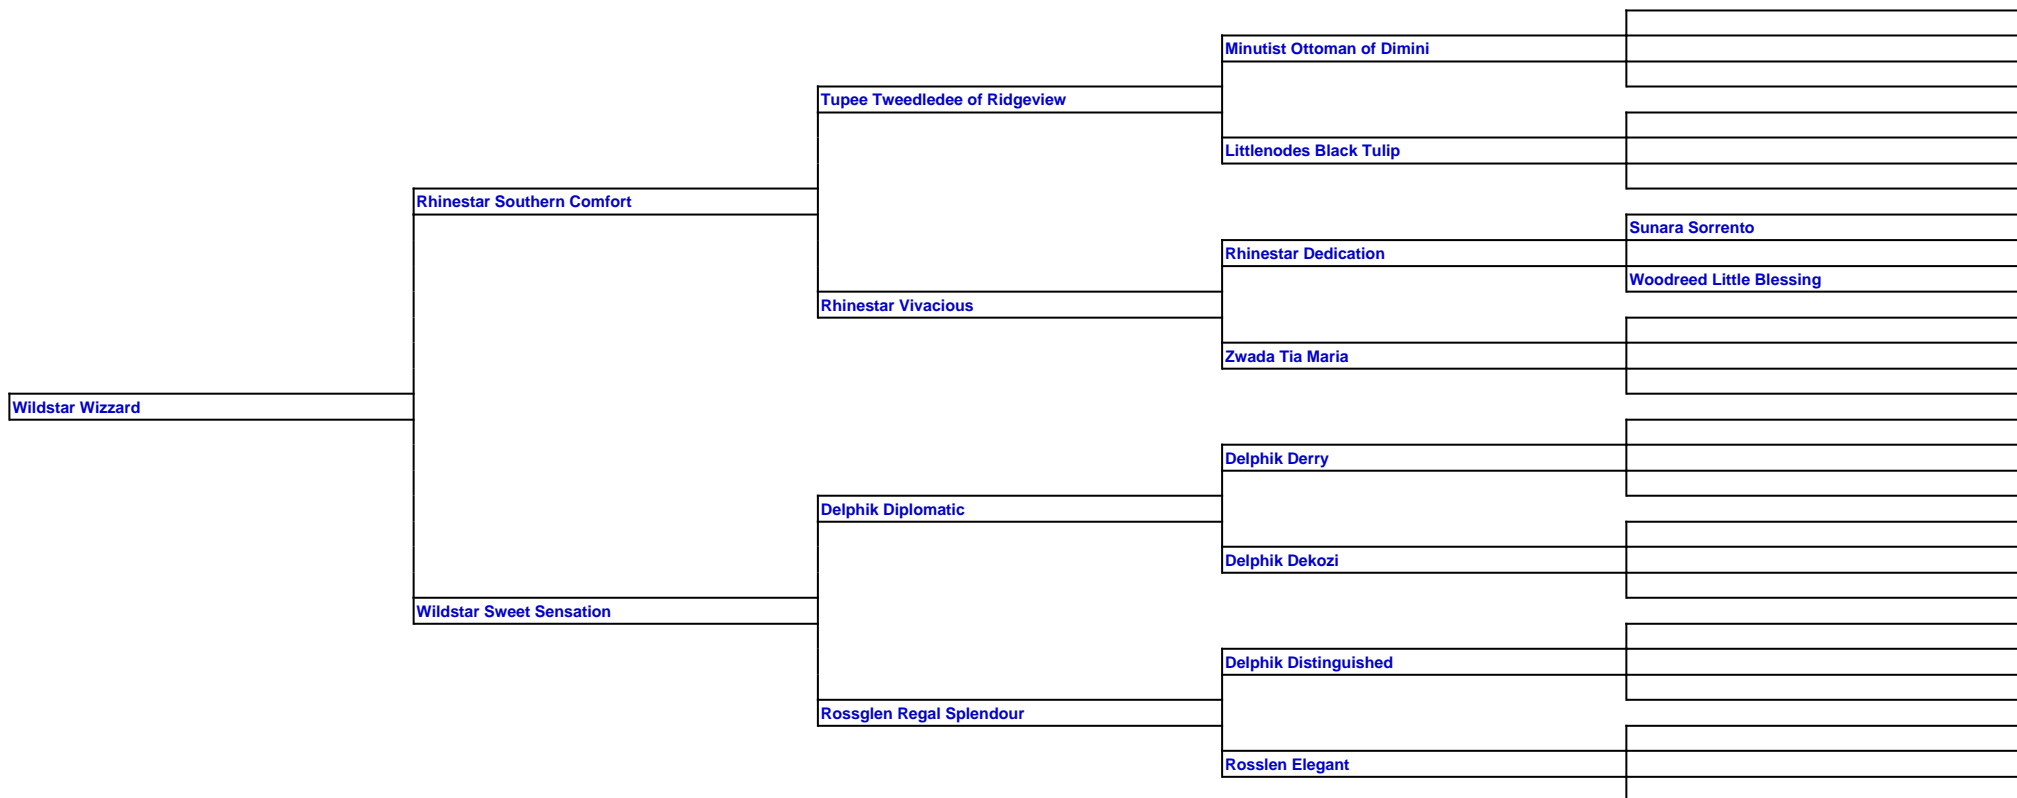 Minutist Ottoman of Dimini
Tupee Tweedledee of Ridgeview
Littlenodes Black Tulip
Rhinestar Southern Comfort
Sunara Sorrento
Rhinestar Dedication
Woodreed Little Blessing
Rhinestar Vivacious
Zwada Tia Maria
Wildstar Wizzard
Delphik Derry
Delphik Diplomatic
Delphik Dekozi
Wildstar Sweet Sensation
Delphik Distinguished
Rossglen Regal Splendour
Rosslen Elegant